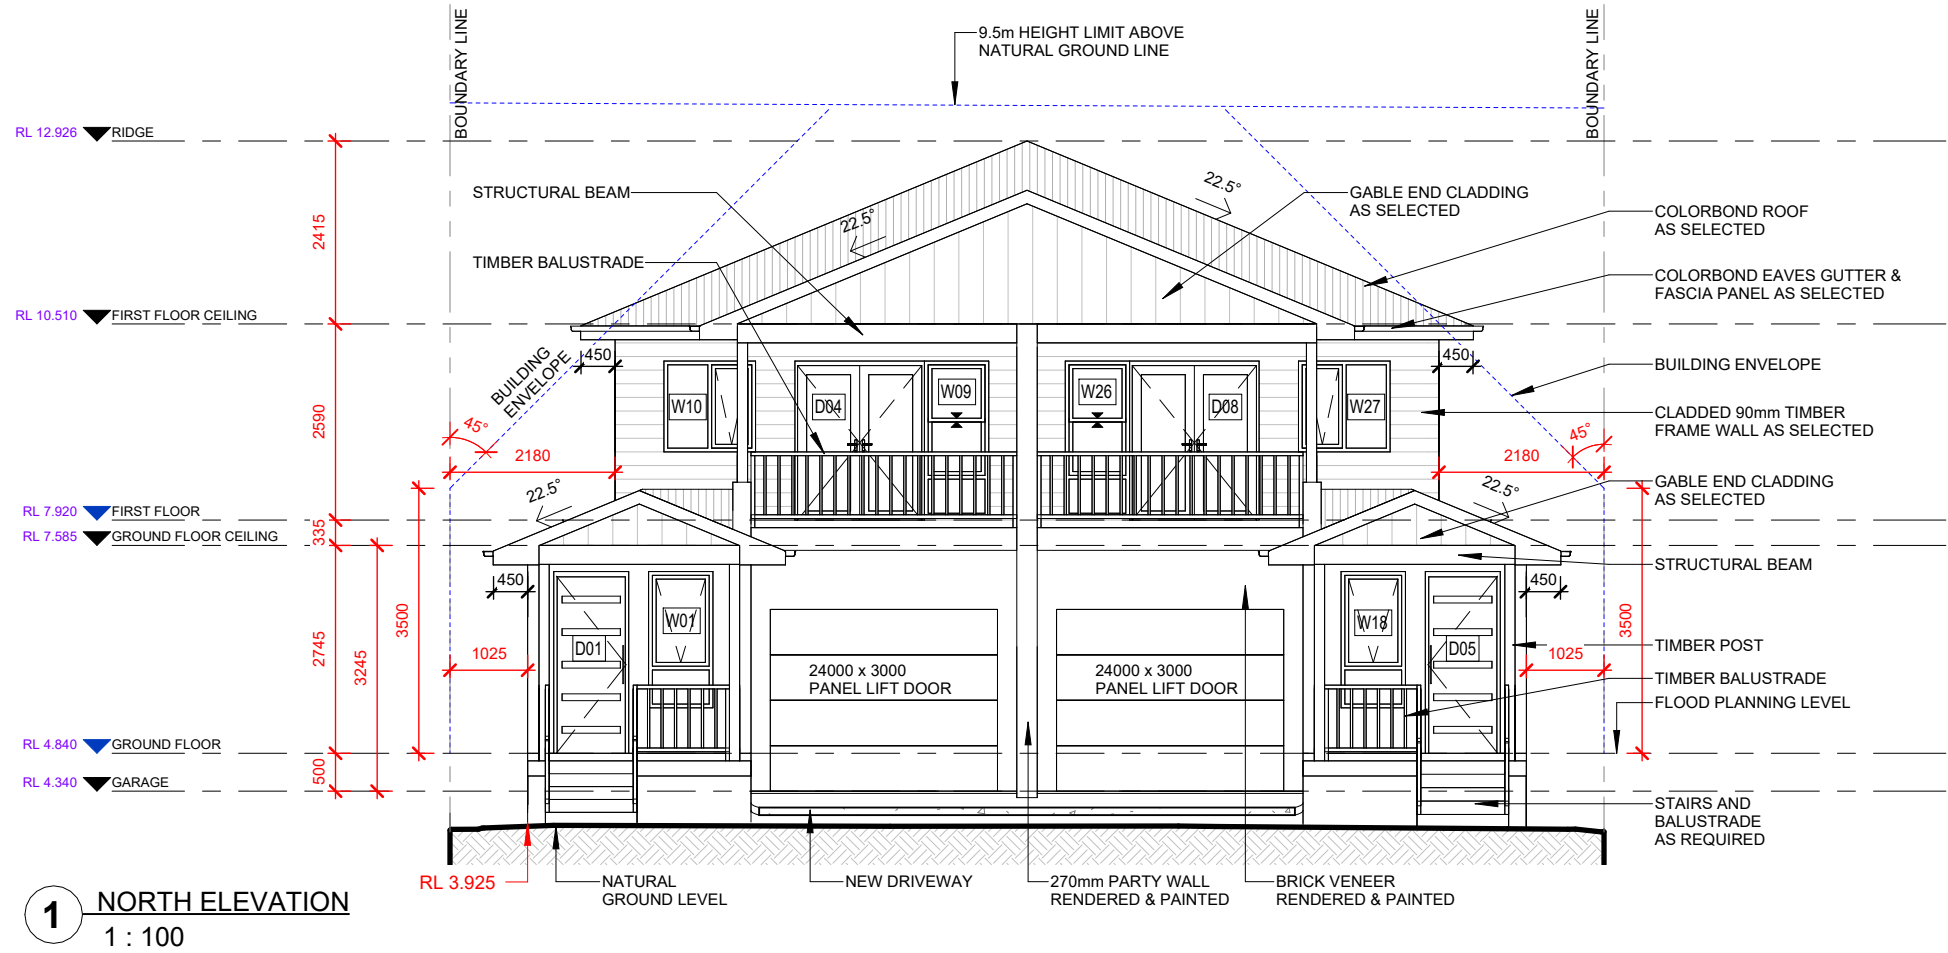 BOUNDARY LINE
9.5m HEIGHT LIMIT ABOVE
NATURAL GROUND LINE
BOUNDARY LINE
RL 12.926 RIDGE
STRUCTURAL BEAM
22.5°
22.5°
GABLE END CLADDING
AS SELECTED
COLORBOND ROOF
AS SELECTED
2415
TIMBER BALUSTRADE
COLORBOND EAVES GUTTER &
FASCIA PANEL AS SELECTED
RL 10.510 FIRST FLOOR CEILING
BUILDING
ENVELOPE
450
450
BUILDING ENVELOPE
2590
W10
D04
W09
W26
D08
W27
CLADDED 90mm TIMBER
FRAME WALL AS SELECTED
45°
45°
2180
2180
22.5°
22.5°
GABLE END CLADDING
AS SELECTED
RL 7.920 FIRST FLOOR
335
RL 7.585 GROUND FLOOR CEILING
STRUCTURAL BEAM
450
450
2745
3245
3500
3500
1025
1025
D01
W01
W18
D05
TIMBER POST
24000 x 3000
PANEL LIFT DOOR
24000 x 3000
PANEL LIFT DOOR
TIMBER BALUSTRADE
FLOOD PLANNING LEVEL
RL 4.840 GROUND FLOOR
500
RL 4.340 GARAGE
STAIRS AND
BALUSTRADE
AS REQUIRED
RL 3.925
NATURAL
GROUND LEVEL
NEW DRIVEWAY
270mm PARTY WALL
RENDERED & PAINTED
BRICK VENEER
RENDERED & PAINTED
1 NORTH ELEVATION
1 : 100